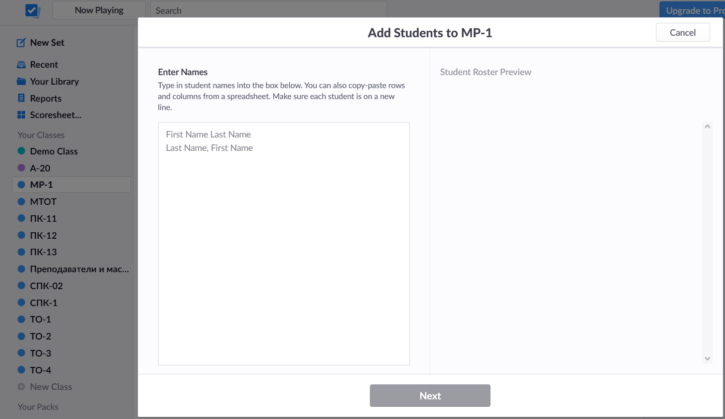 Now Playing
Search
Upgrade to Pro
Add Students to MP-1
Cancel
New Set
Recent
Your Library
Reports
Scoresheet...
Your Classes
Demo Class
A-20
MP-1
МТОТ
ПК-11
ПК-12
ПК-13
Преподаватели и мас...
СПК-02
СПК-1
ТО-1
ТО-2
ТО-3
ТО-4
New Class
Your Packs
Enter Names
Type in student names into the box below. You can also copy-paste rows
and columns from a spreadsheet. Make sure each student is on a new
line.
First Name Last Name
Last Name, First Name
Student Roster Preview
Next